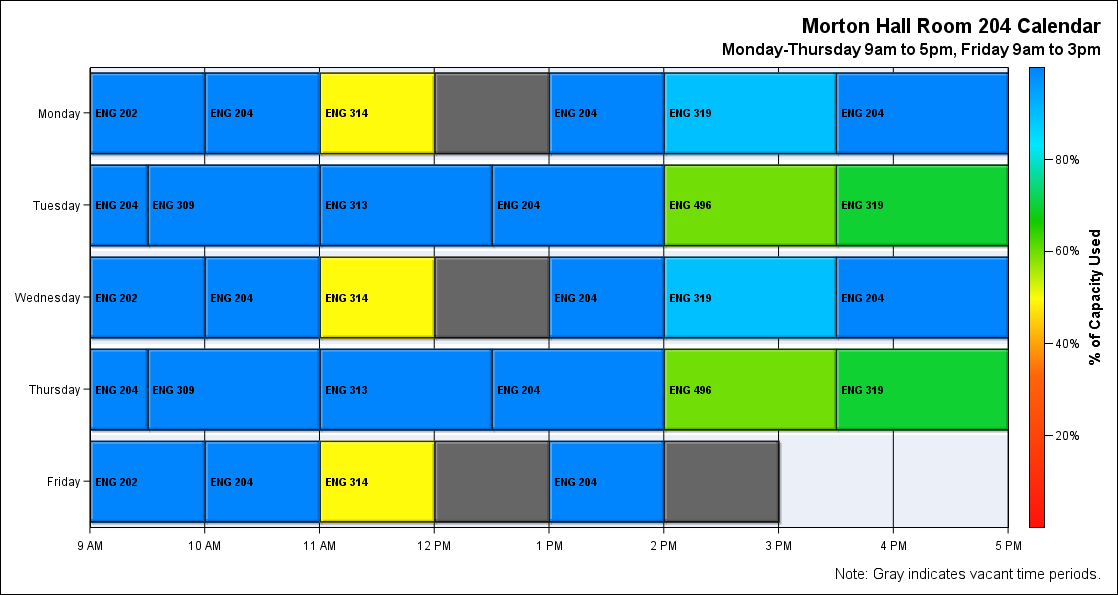 Morton Hall Room 204 Calendar
Monday-Thursday 9am to 5pm, Friday 9am to 3pm
Monday
ENG 202
ENG 204
ENG 314
ENG 204
ENG 319
ENG 204
Tuesday
ENG 204
ENG 309
ENG 313
ENG 204
ENG 496
ENG 319
Wednesday
ENG 202
ENG 204
ENG 314
ENG 204
ENG 319
ENG 204
Thursday
ENG 204
ENG 309
ENG 313
ENG 204
ENG 496
ENG 319
Friday
ENG 202
ENG 204
ENG 314
ENG 204
9 AM
10 AM
11 AM
12 PM
1 PM
2 PM
3 PM
4 PM
5 PM
80%
60%
40%
20%
% of Capacity Used
Note: Gray indicates vacant time periods.